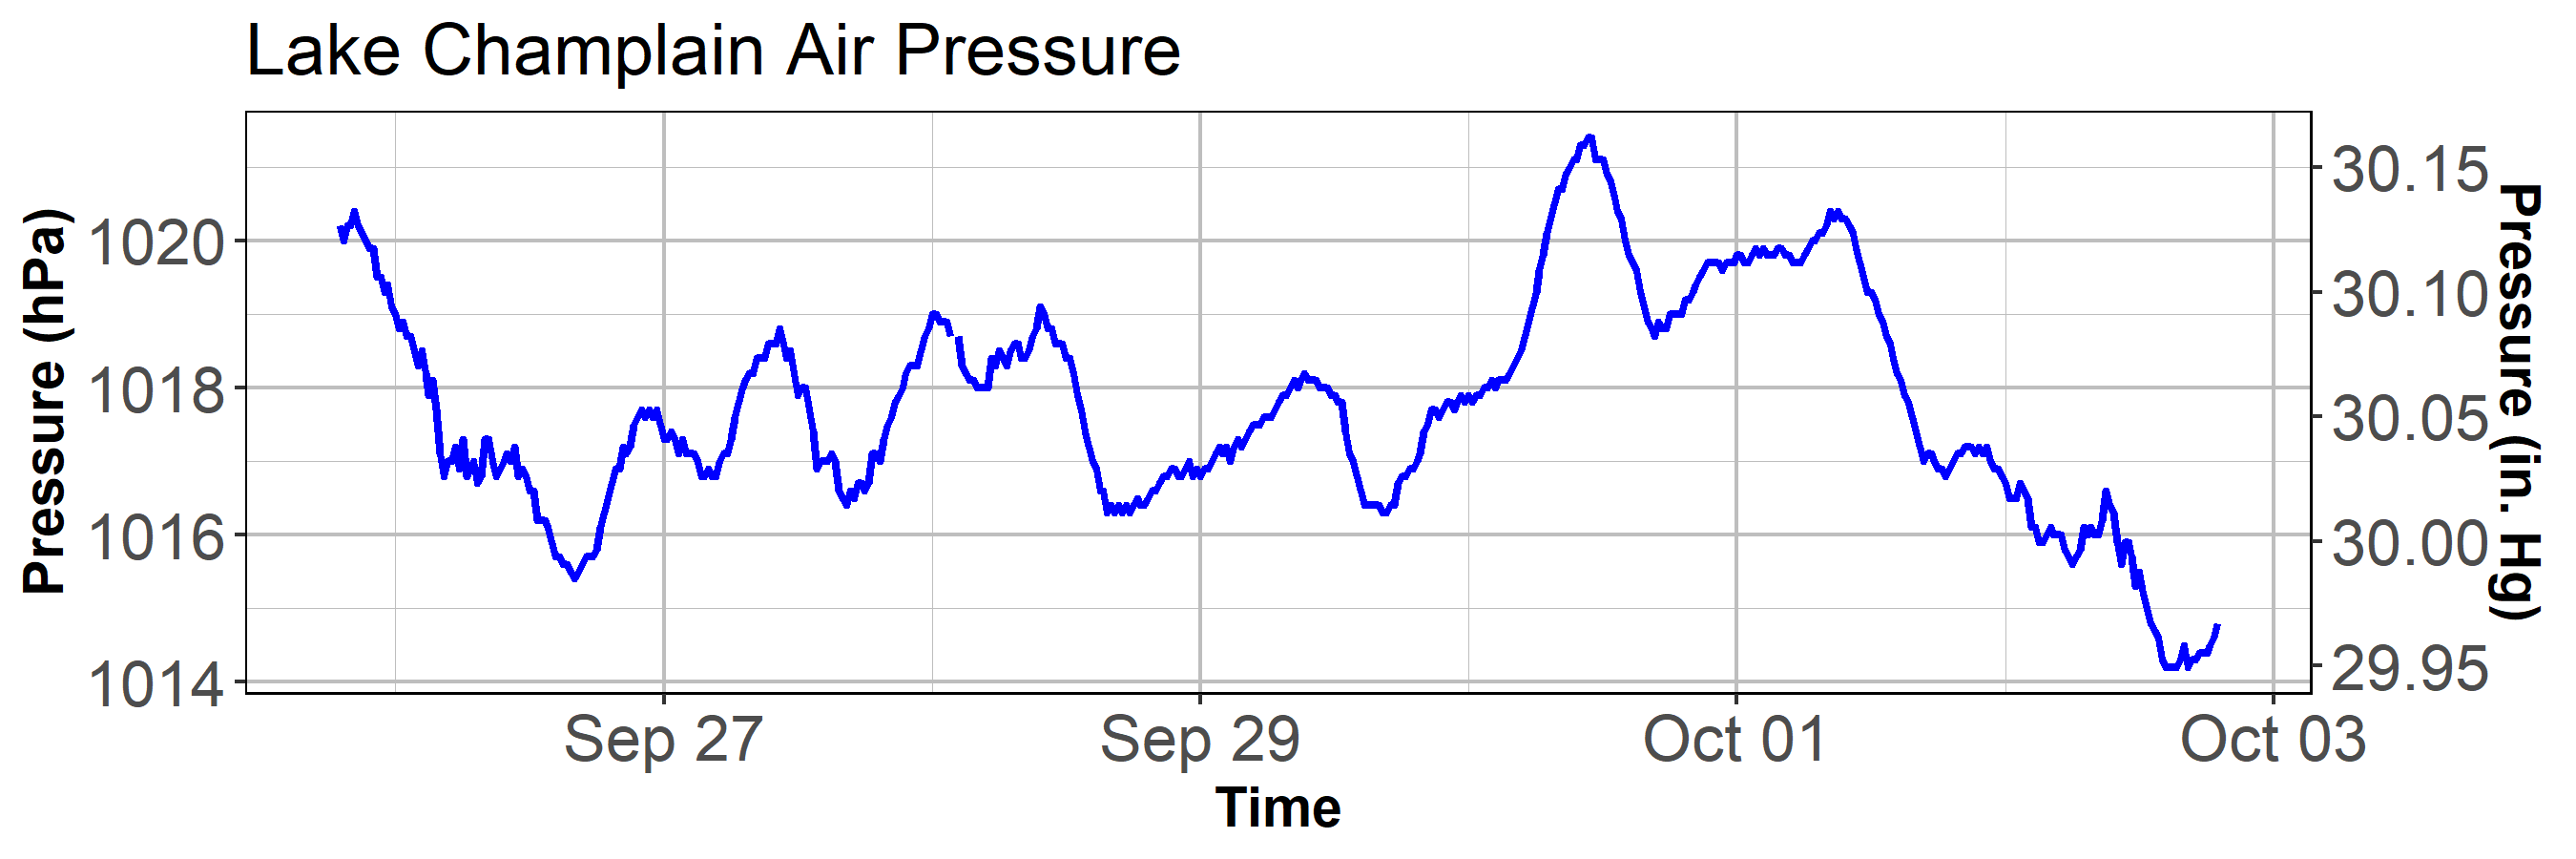 Lake Champlain Air Pressure
Pressure (hPa)
1020
1018
1016
1014
30.15
30.10
30.05
30.00
29.95
Pressure (in. Hg)
Sep 27
Sep 29
Oct 01
Oct 03
Time